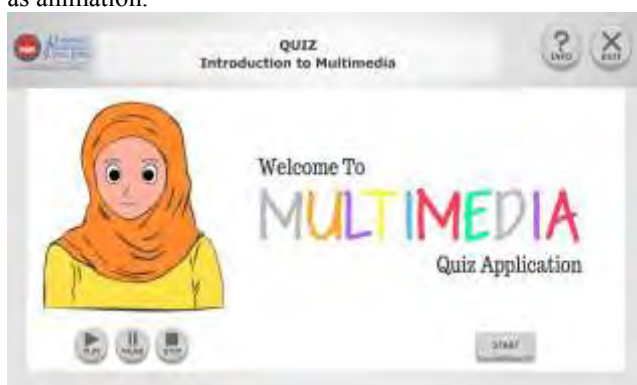 as animation.
QUIZ
Introduction to Multimedia
INFO
EXIT
Welcome To
MULTIMEDIA
Quiz Application
PLAY
PAUSE
STOP
START